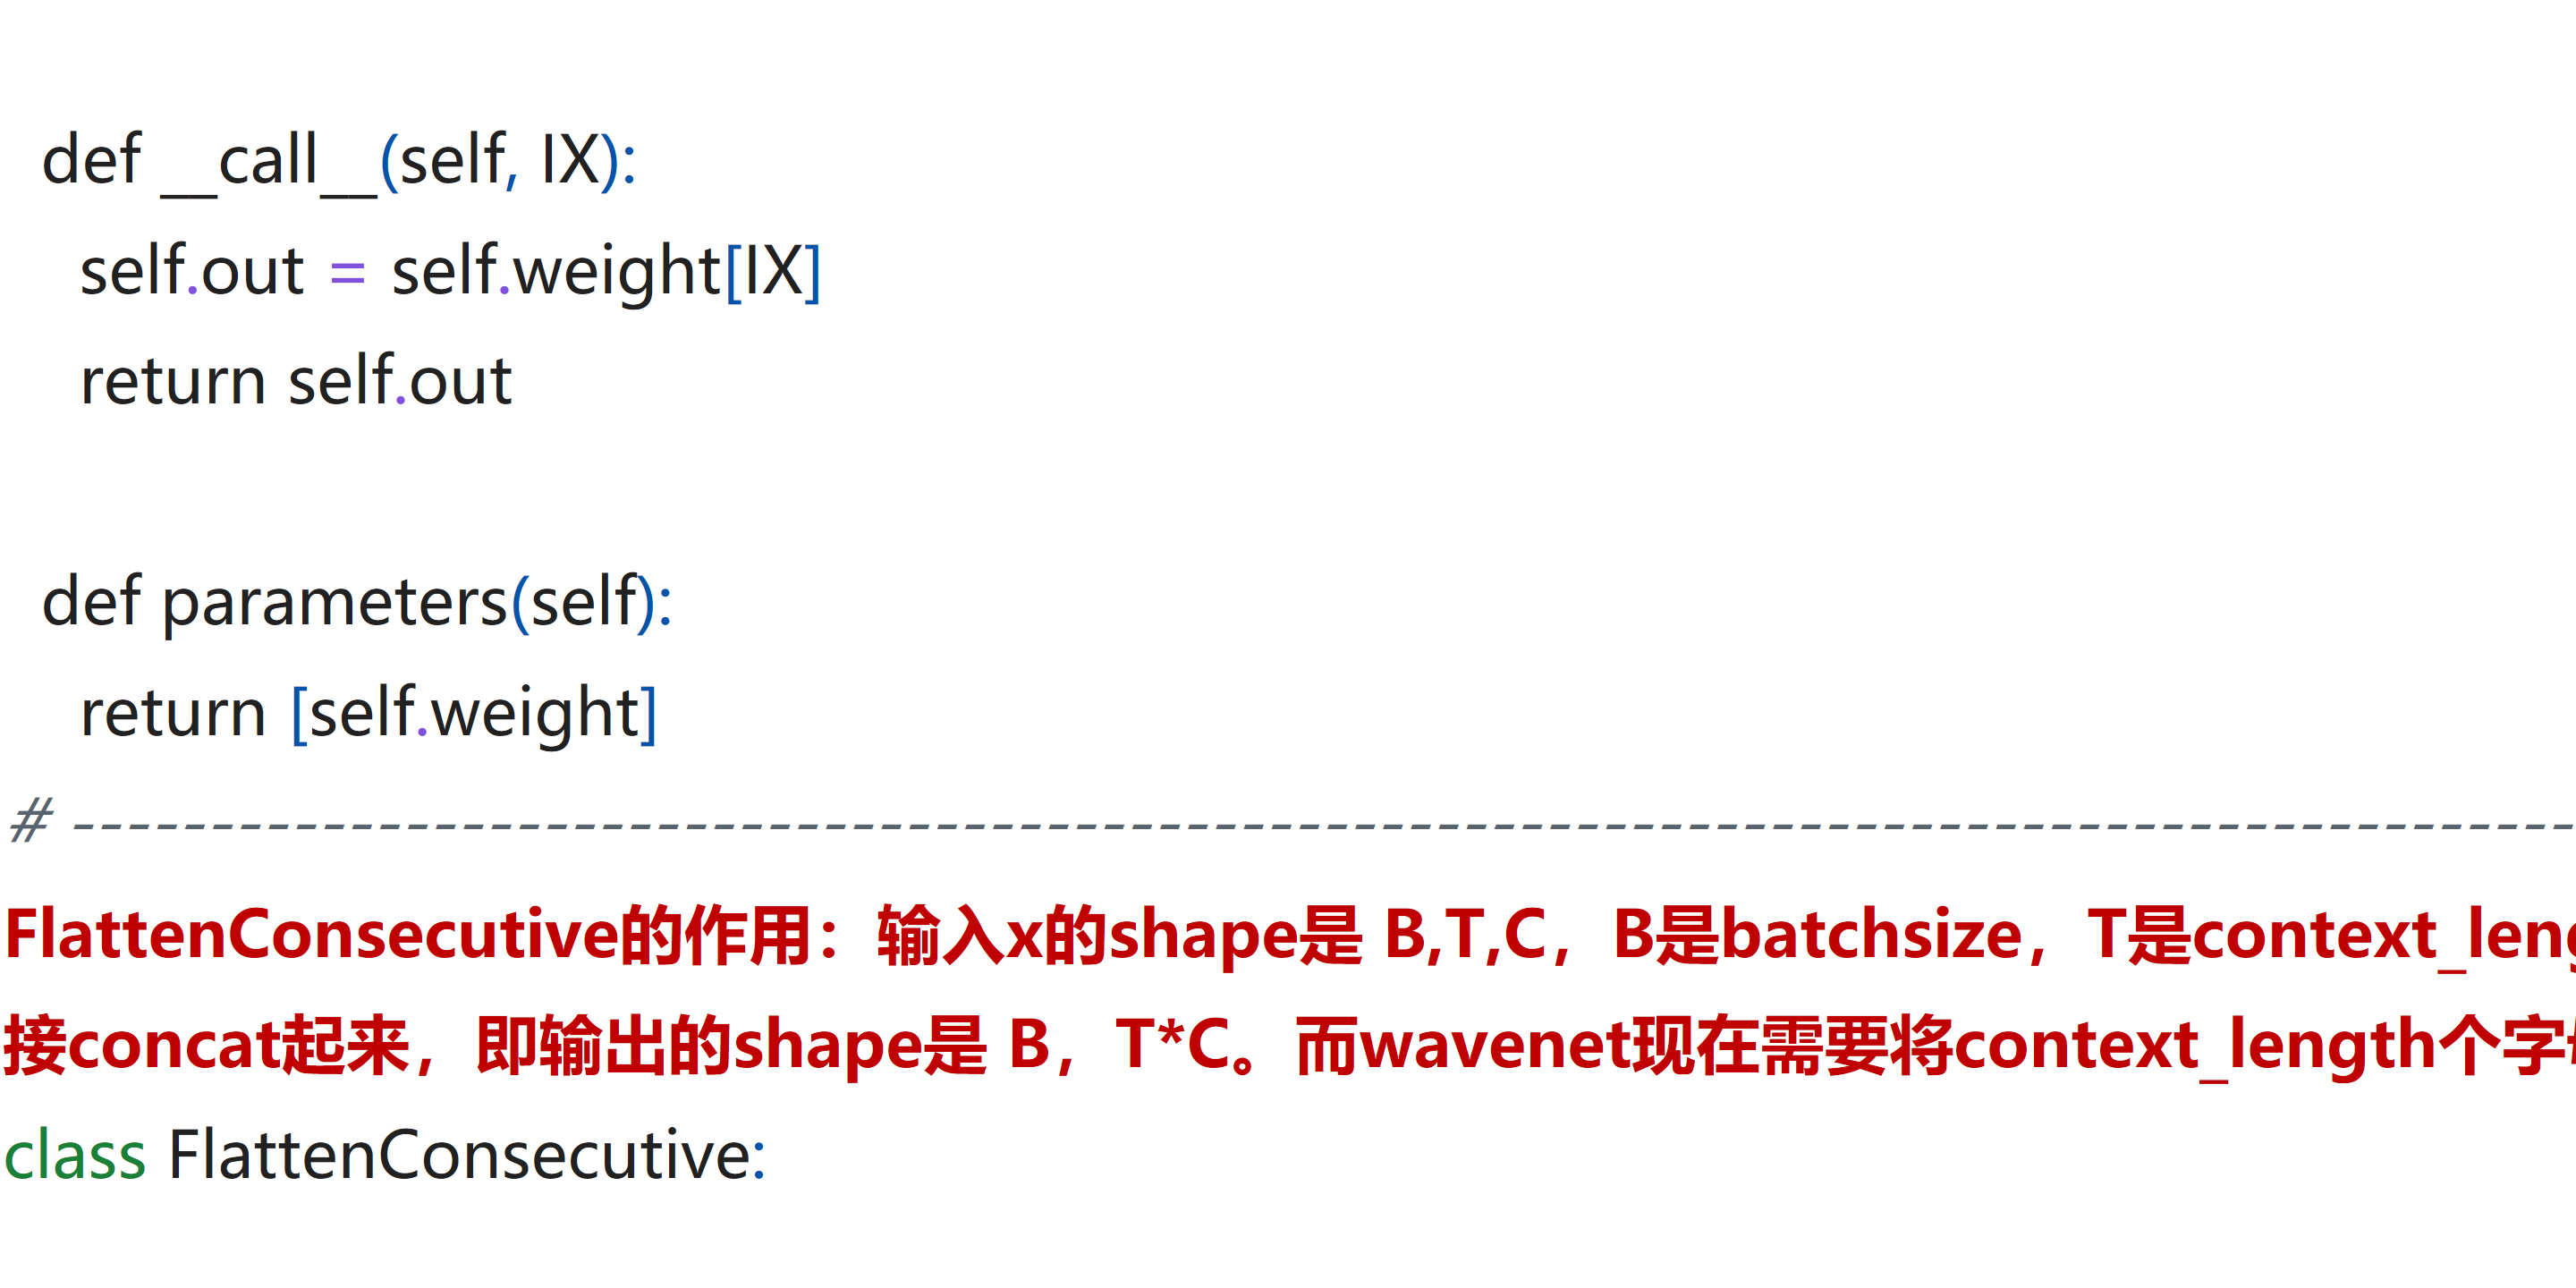 def __call__(self, IX):
self.out = self.weight[IX]
return self.out
def parameters(self):
return [self.weight]
# ------------------------------------------------------------------------------------------
FlattenConsecutive的作用：输入x的shape是 B,T,C，B是batchsize，T是context_leng
接concat起来，即输出的shape是 B，T*C。而wavenet现在需要将context_length个字
class FlattenConsecutive: